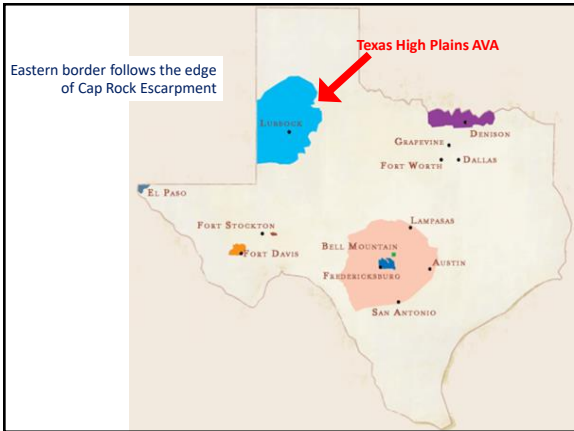 Texas High Plains AVA
Eastern border follows the edge
of Cap Rock Escarpment
LUBBOCK
DENISON
GRAPEVINE
FORT WORTH
DALLAS
EL PASO
FORT STOCKTON
FORT DAVIS
LAMPASAS
BELL MOUNTAIN
AUSTIN
FREDERICKSBURG
SAN ANTONIO